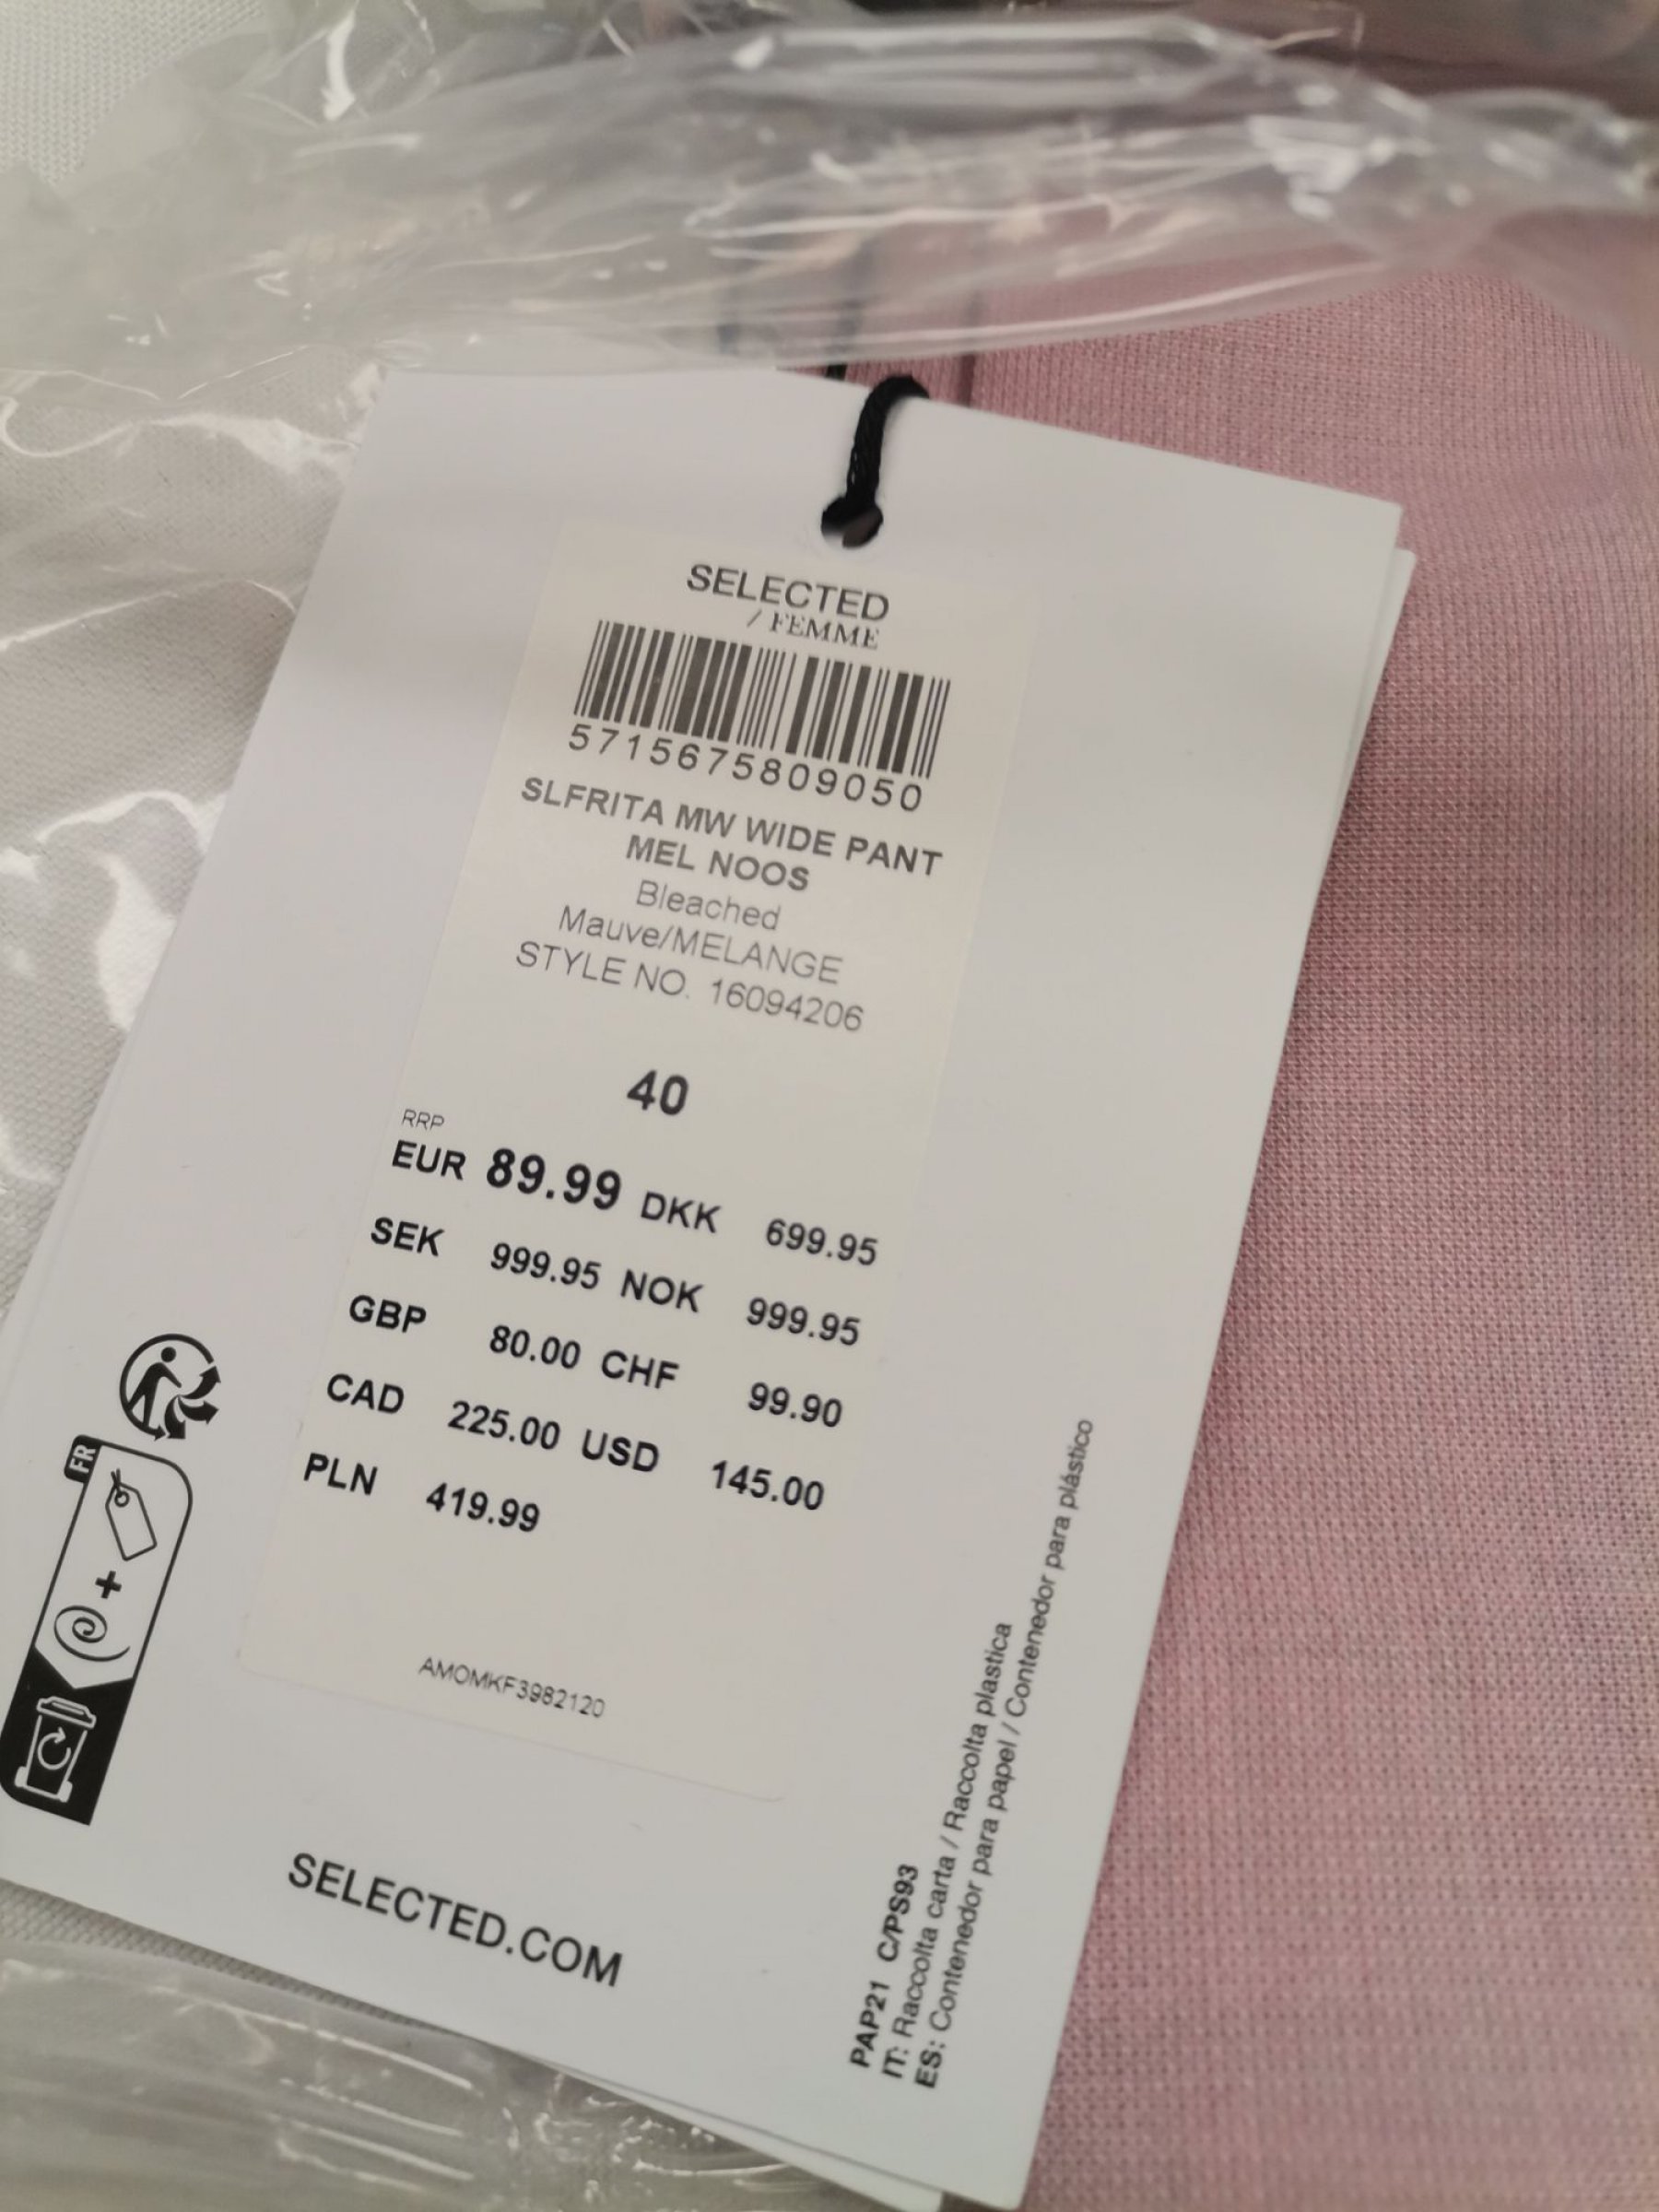 SELECTED
/ FEMME
5715675809050
SLFRITA MW WIDE PANT
MEL NOOS
Bleached
Mauve/MELANGE
STYLE NO. 16094206
40
RRP
EUR 89.99 DKK 699.95
SEK 999.95 NOK 999.95
GBP 80.00 CHF 99.90
CAD 225.00 USD 145.00
PLN 419.99
AMOMKF3982120
FR
SELECTED.COM
PAP21 C/PS93
IT: Raccolta carta / Raccolta plastica
ES: Contenedor para papel / Contenedor para plástico